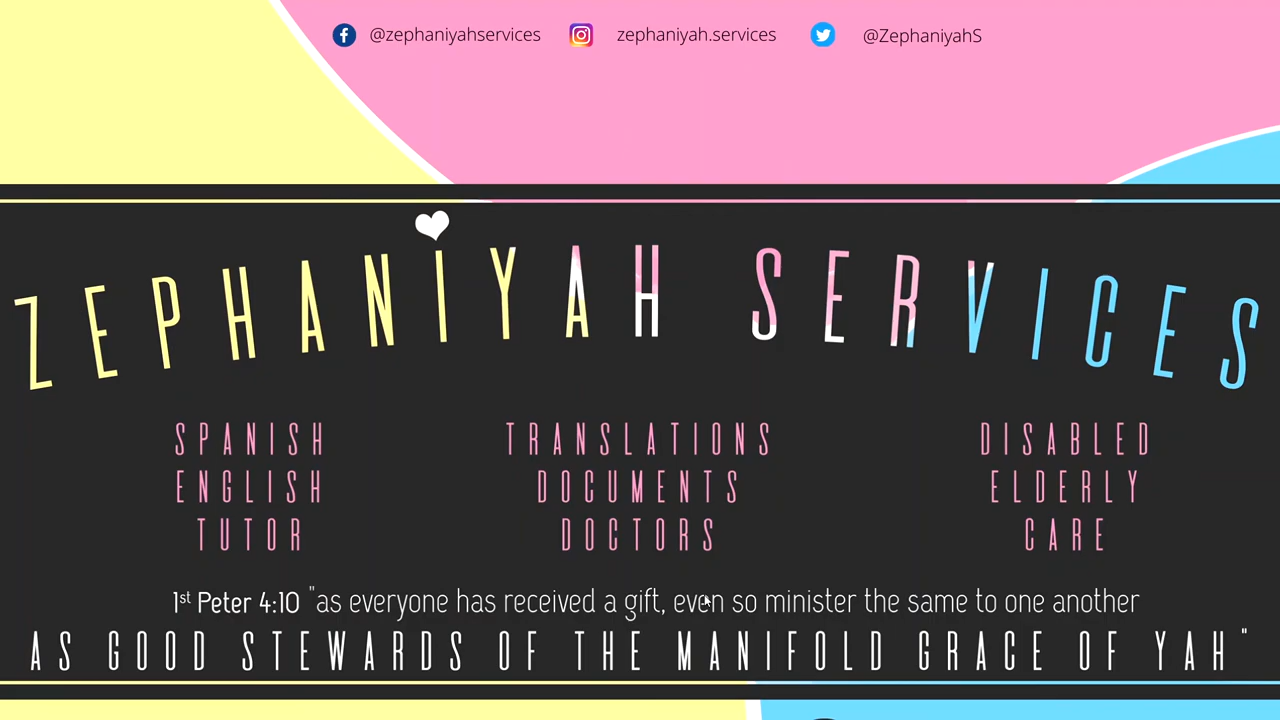 @zephaniyahservices zephaniyah.services @ZephaniyahS
ZEPHANIYAH SERVICES
SPANISH
ENGLISH
TUTOR
TRANSLATIONS
DOCUMENTS
DOCTORS
DISABLED
ELDERLY
CARE
1st Peter 4:10 "as everyone has received a gift, even so minister the same to one another
AS GOOD STEWARDS OF THE MANIFOLD GRACE OF YAH"